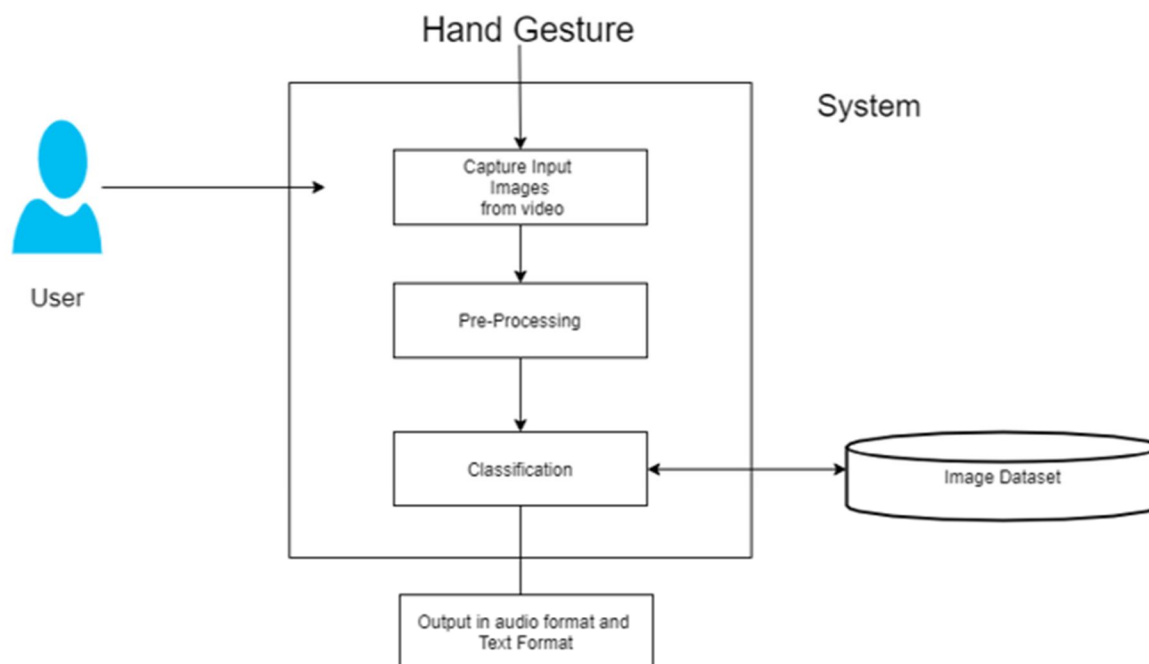 Hand Gesture
System
Capture Input
Images
from video
User
Pre-Processing
Classification
Image Dataset
Output in audio format and
Text Format